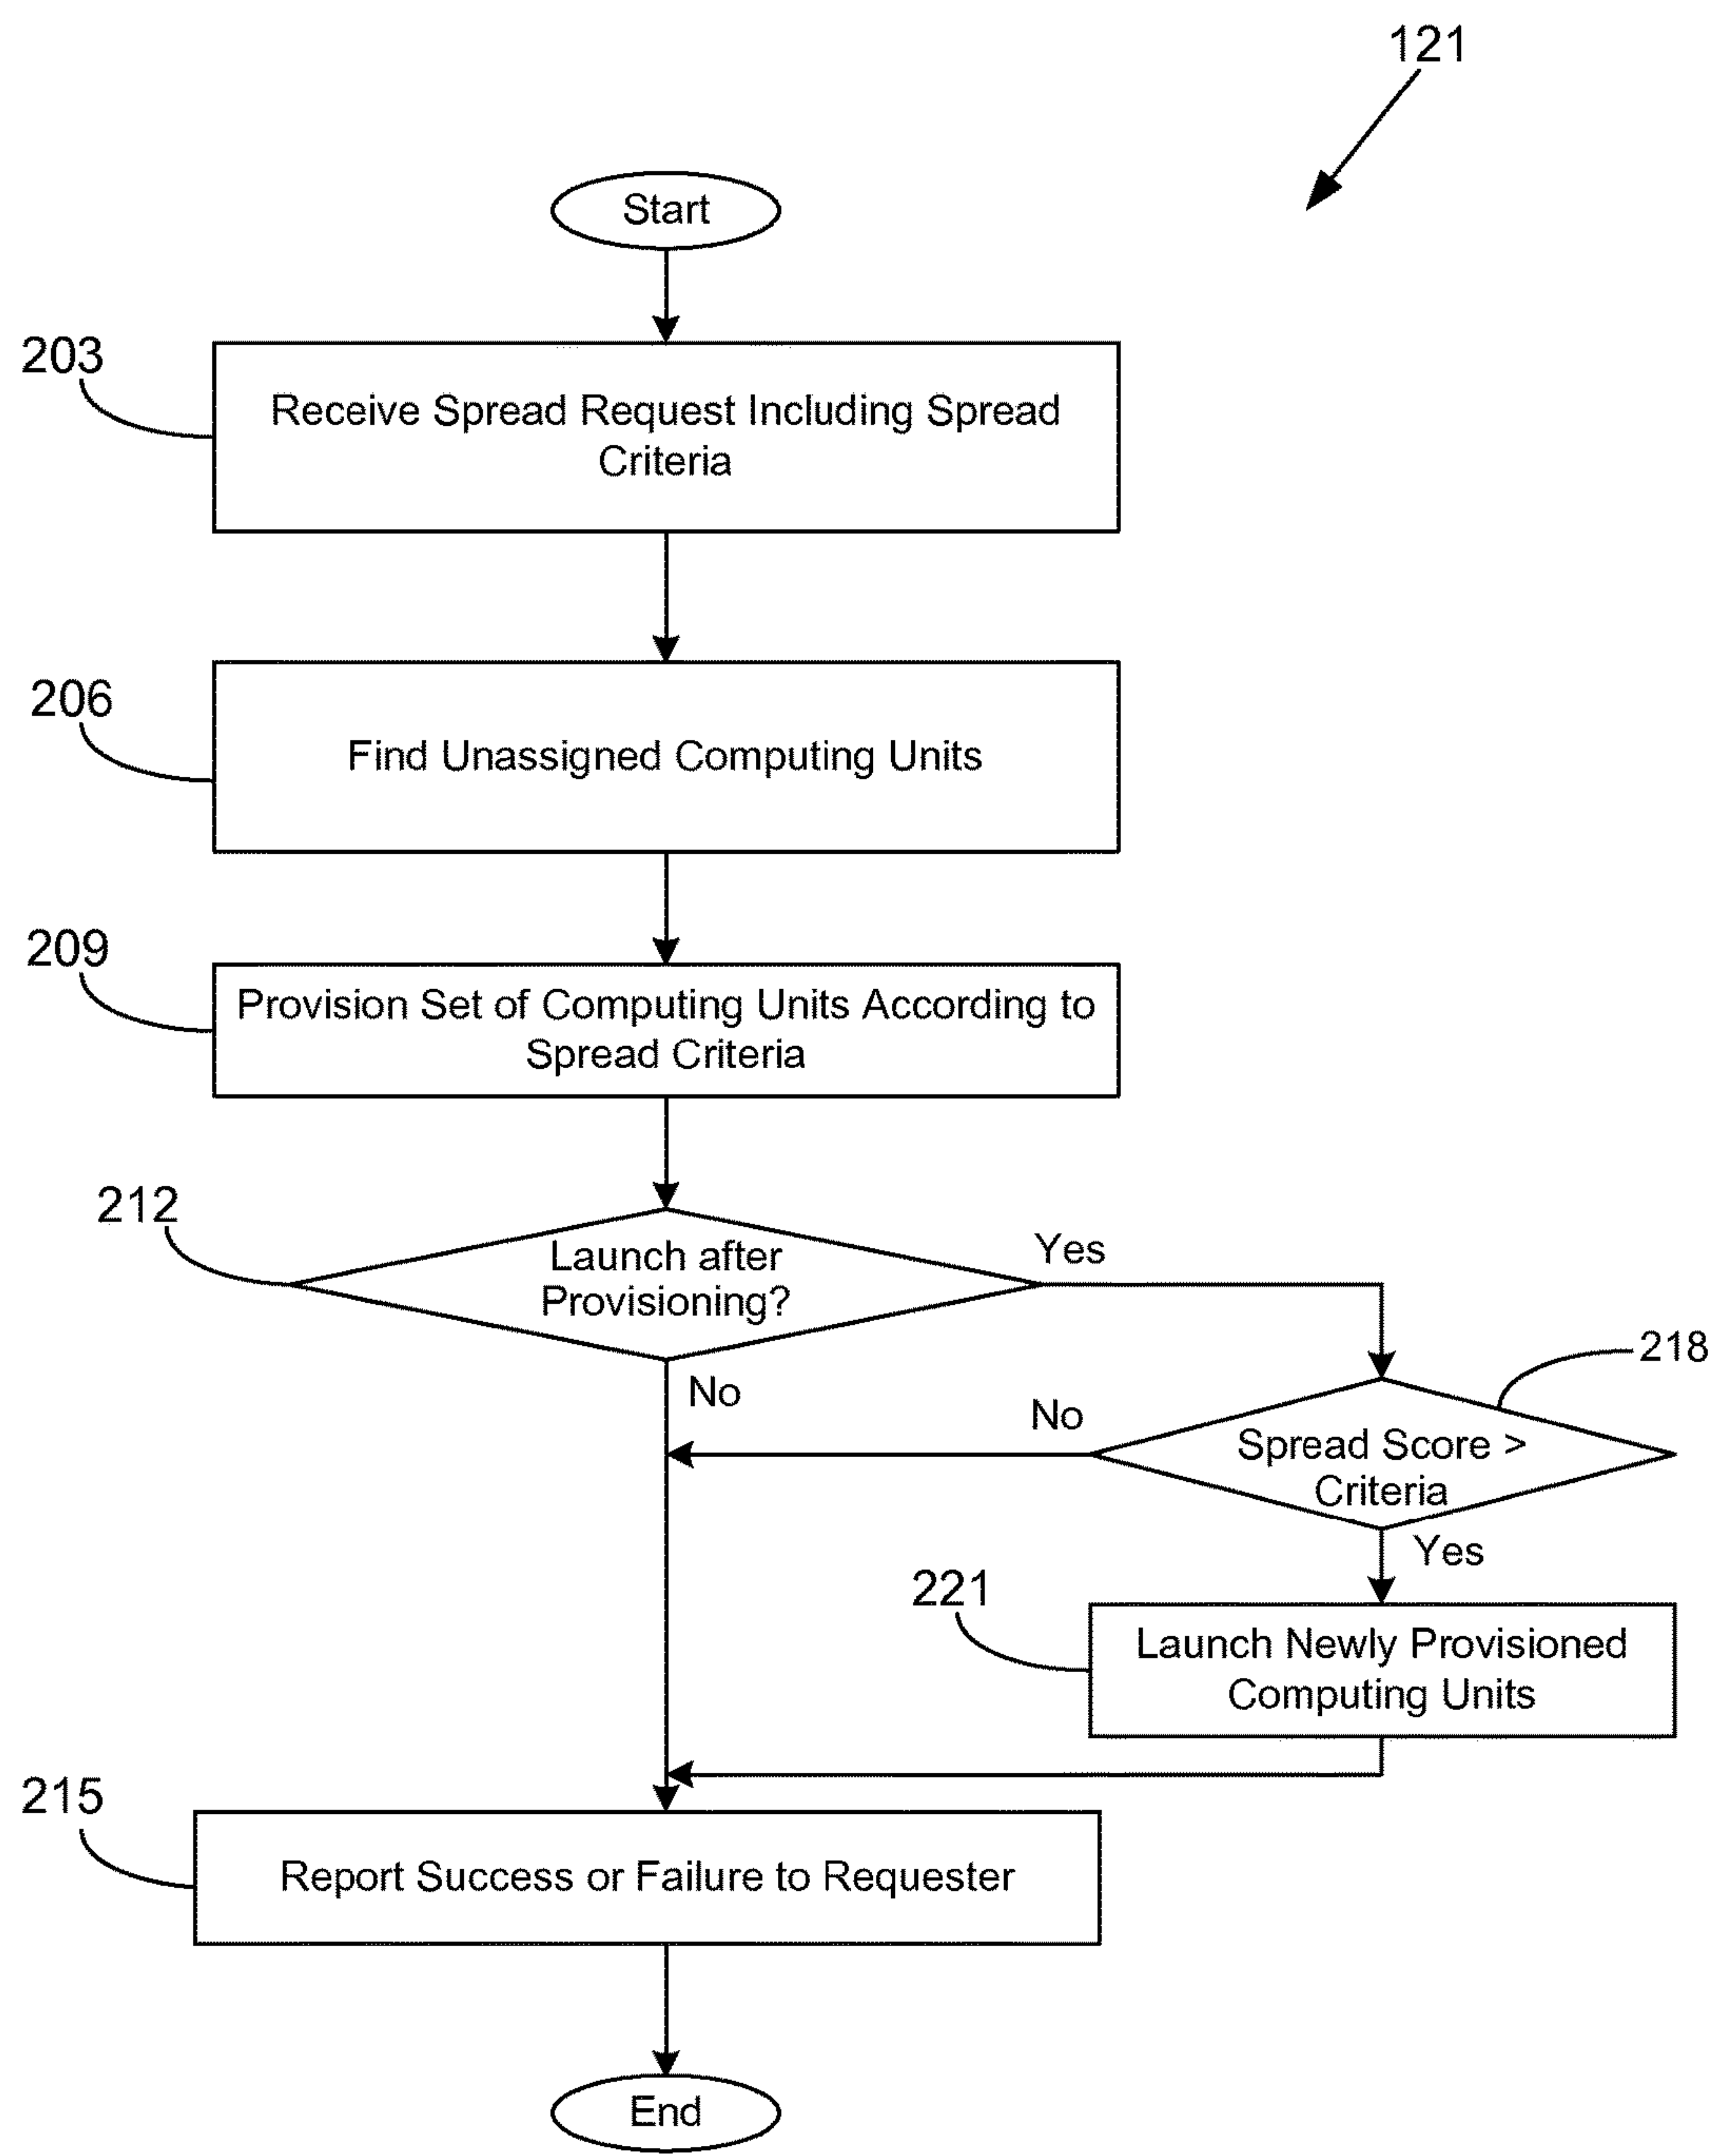 121
Start
203
Receive Spread Request Including Spread
Criteria
206
Find Unassigned Computing Units
209
Provision Set of Computing Units According to
Spread Criteria
212
Launch after
Provisioning?
Yes
No
218
No
Spread Score >
Criteria
Yes
221
Launch Newly Provisioned
Computing Units
215
Report Success or Failure to Requester
End